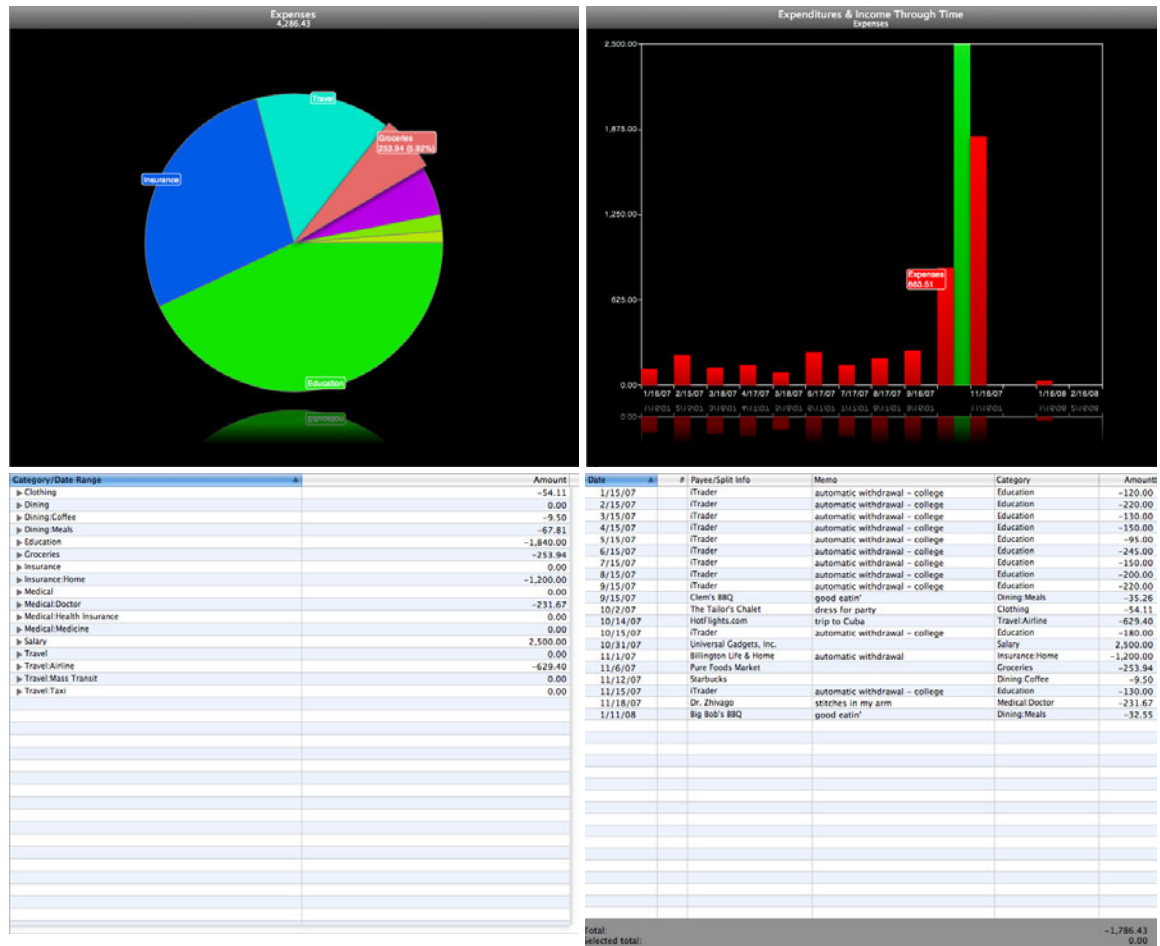 Expenses
4,286.43
Travel
Groceries
253.94 (5.92%)
Insurance
Education
Expenditures & Income Through Time
Expenses
2,500.00
1,875.00
1,250.00
Expenses
863.51
625.00
0.00
1/16/07 2/15/07 3/18/07 4/17/07 5/18/07 6/17/07 7/17/07 8/17/07 9/16/07 11/16/07 1/16/08 2/16/08
0.00
Category/Date Range Amount
Clothing -54.11
Dining 0.00
Dining:Coffee -9.50
Dining:Meals -67.81
Education -1,840.00
Groceries -253.94
Insurance 0.00
Insurance:Home -1,200.00
Medical 0.00
Medical:Doctor -231.67
Medical:Health Insurance 0.00
Medical:Medicine 0.00
Salary 2,500.00
Travel 0.00
Travel:Airline -629.40
Travel:Mass Transit 0.00
Travel:Taxi 0.00
Date # Payee/Split Info Memo Category Amount
1/15/07 iTrader automatic withdrawal - college Education -120.00
2/15/07 iTrader automatic withdrawal - college Education -220.00
3/15/07 iTrader automatic withdrawal - college Education -130.00
4/15/07 iTrader automatic withdrawal - college Education -150.00
5/15/07 iTrader automatic withdrawal - college Education -95.00
6/15/07 iTrader automatic withdrawal - college Education -245.00
7/15/07 iTrader automatic withdrawal - college Education -150.00
8/15/07 iTrader automatic withdrawal - college Education -200.00
9/15/07 iTrader automatic withdrawal - college Education -220.00
9/15/07 Clem's BBQ good eatin' Dining:Meals -35.26
10/2/07 The Tailor's Chalet dress for party Clothing -54.11
10/14/07 HotFlights.com trip to Cuba Travel:Airline -629.40
10/15/07 iTrader automatic withdrawal - college Education -180.00
10/31/07 Universal Gadgets, Inc. Salary 2,500.00
11/1/07 Billington Life & Home automatic withdrawal Insurance:Home -1,200.00
11/6/07 Pure Foods Market Groceries -253.94
11/12/07 Starbucks Dining:Coffee -9.50
11/15/07 iTrader automatic withdrawal - college Education -130.00
11/18/07 Dr. Zhivago stitches in my arm Medical:Doctor -231.67
1/11/08 Big Bob's BBQ good eatin' Dining:Meals -32.55
Total: -1,786.43
Selected total: 0.00